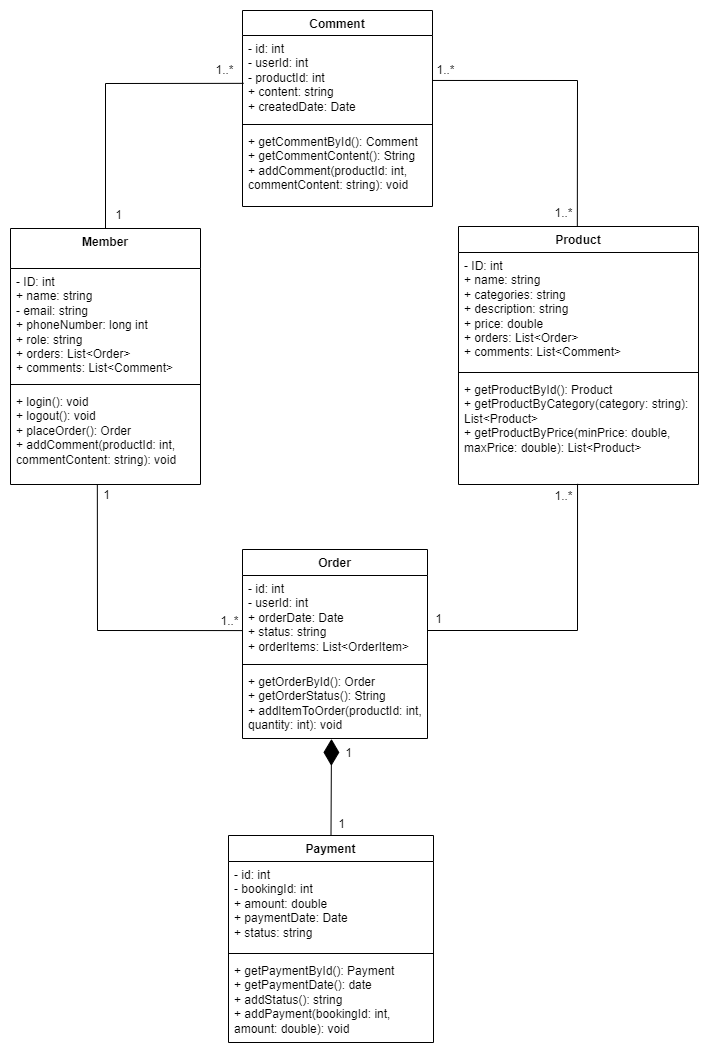 Comment
- id: int
- userId: int
- productId: int
+ content: string
+ createdDate: Date
+ getCommentById(): Comment
+ getCommentContent(): String
+ addComment(productId: int,
commentContent: string): void
1..*
1..*
1
1..*
Member
- ID: int
+ name: string
- email: string
+ phoneNumber: long int
+ role: string
+ orders: List<Order>
+ comments: List<Comment>
+ login(): void
+ logout(): void
+ placeOrder(): Order
+ addComment(productId: int,
commentContent: string): void
Product
- ID: int
+ name: string
+ categories: string
+ description: string
+ price: double
+ orders: List<Order>
+ comments: List<Comment>
+ getProductById(): Product
+ getProductByCategory(category: string):
List<Product>
+ getProductByPrice(minPrice: double,
maxPrice: double): List<Product>
1
1..*
1..*
1
Order
- id: int
- userId: int
+ orderDate: Date
+ status: string
+ orderItems: List<OrderItem>
+ getOrderById(): Order
+ getOrderStatus(): String
+ addItemToOrder(productId: int,
quantity: int): void
1
1
Payment
- id: int
- bookingId: int
+ amount: double
+ paymentDate: Date
+ status: string
+ getPaymentById(): Payment
+ getPaymentDate(): date
+ addStatus(): string
+ addPayment(bookingId: int,
amount: double): void